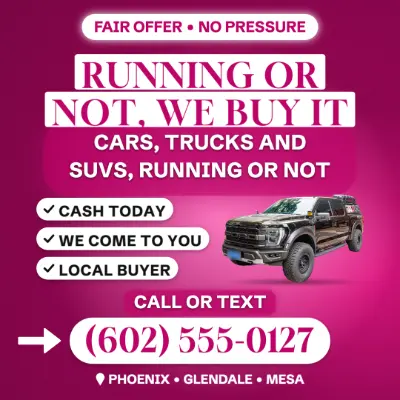 FAIR OFFER • NO PRESSURE
RUNNING OR
NOT, WE BUY IT
CARS, TRUCKS AND
SUVS, RUNNING OR NOT
CASH TODAY
WE COME TO YOU
LOCAL BUYER
CALL OR TEXT
(602) 555-0127
PHOENIX • GLENDALE • MESA